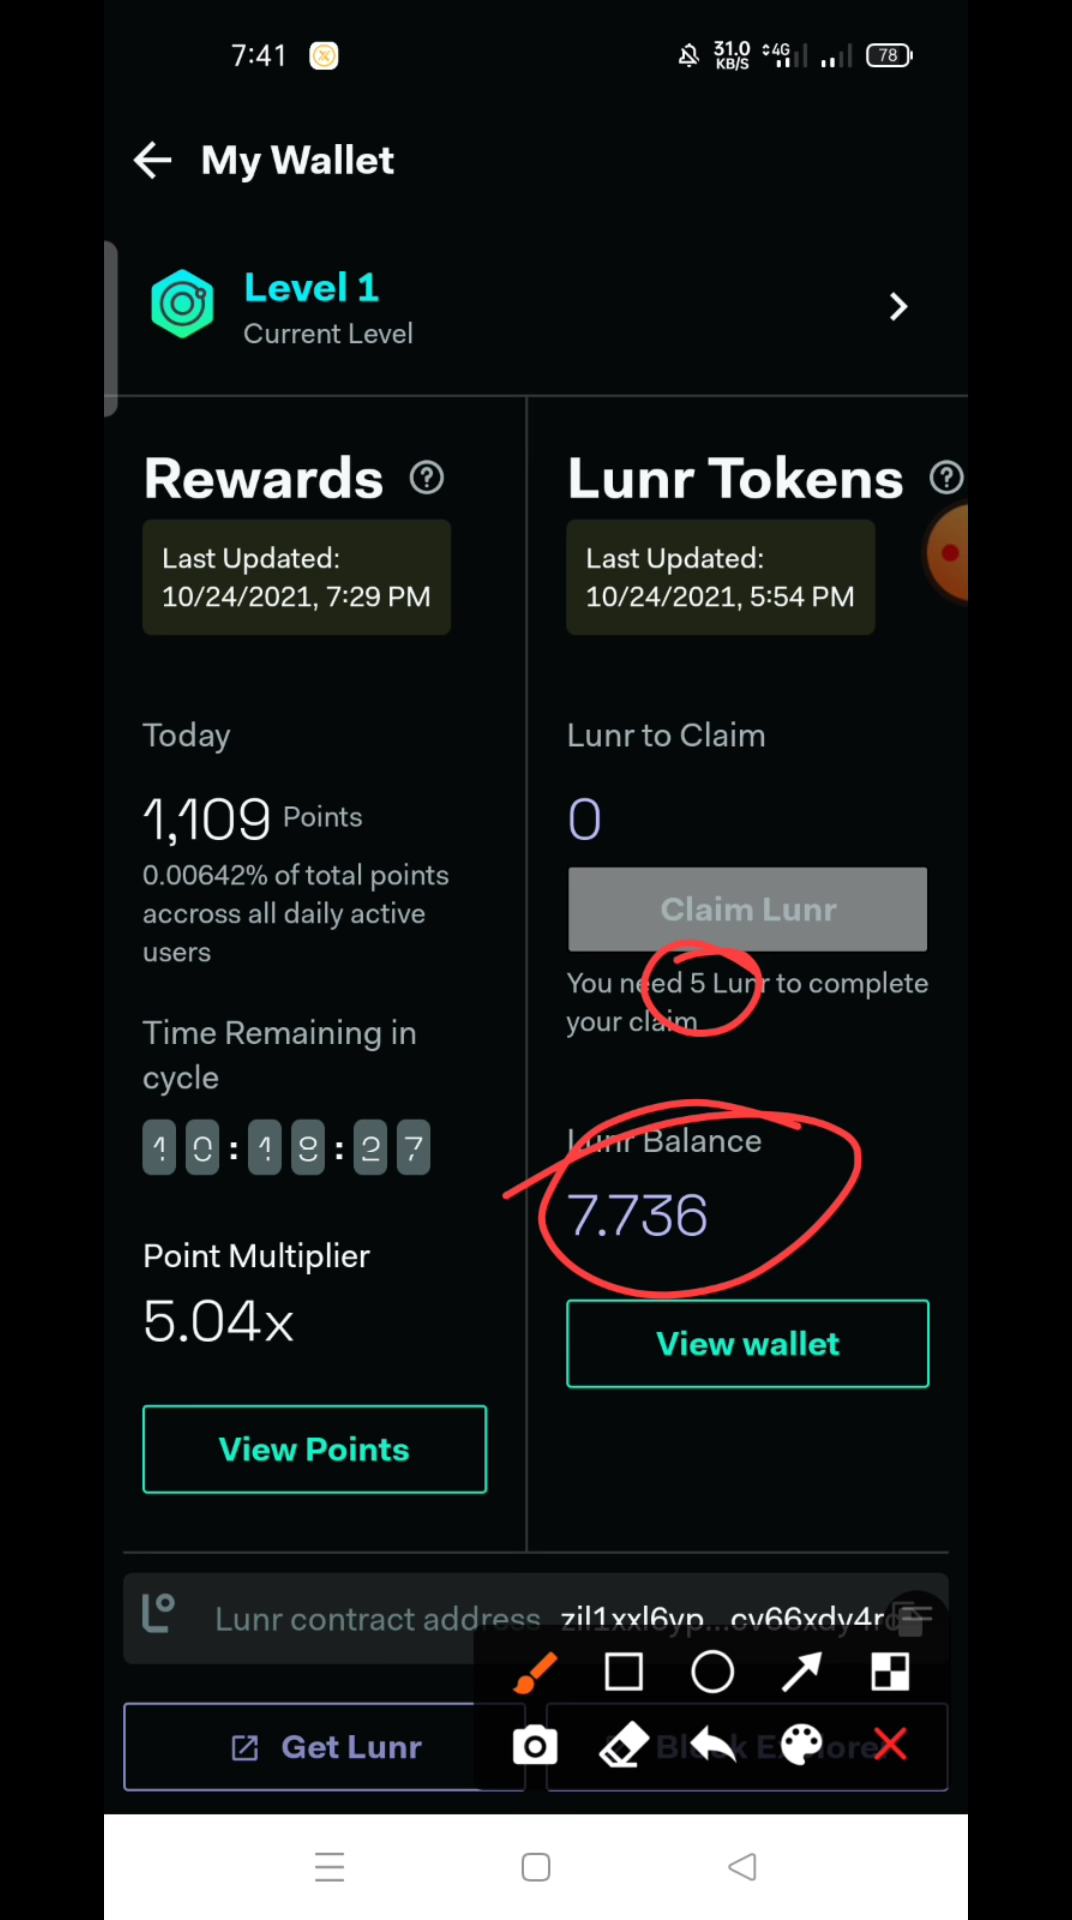 7:41
31.0
KB/S
4G
78
My Wallet
Level 1
Current Level
Rewards
Last Updated:
10/24/2021, 7:29 PM
Today
1,109 Points
0.00642% of total points
accross all daily active
users
Time Remaining in
cycle
Point Multiplier
5.04x
View Points
Lunr Tokens
Last Updated:
10/24/2021, 5:54 PM
Lunr to Claim
0
Claim Lunr
You need 5 Lunr to complete
your claim
Lunr Balance
7.736
View wallet
Lunr contract address zil1xxl6yp...cv66xdy4r
Get Lunr